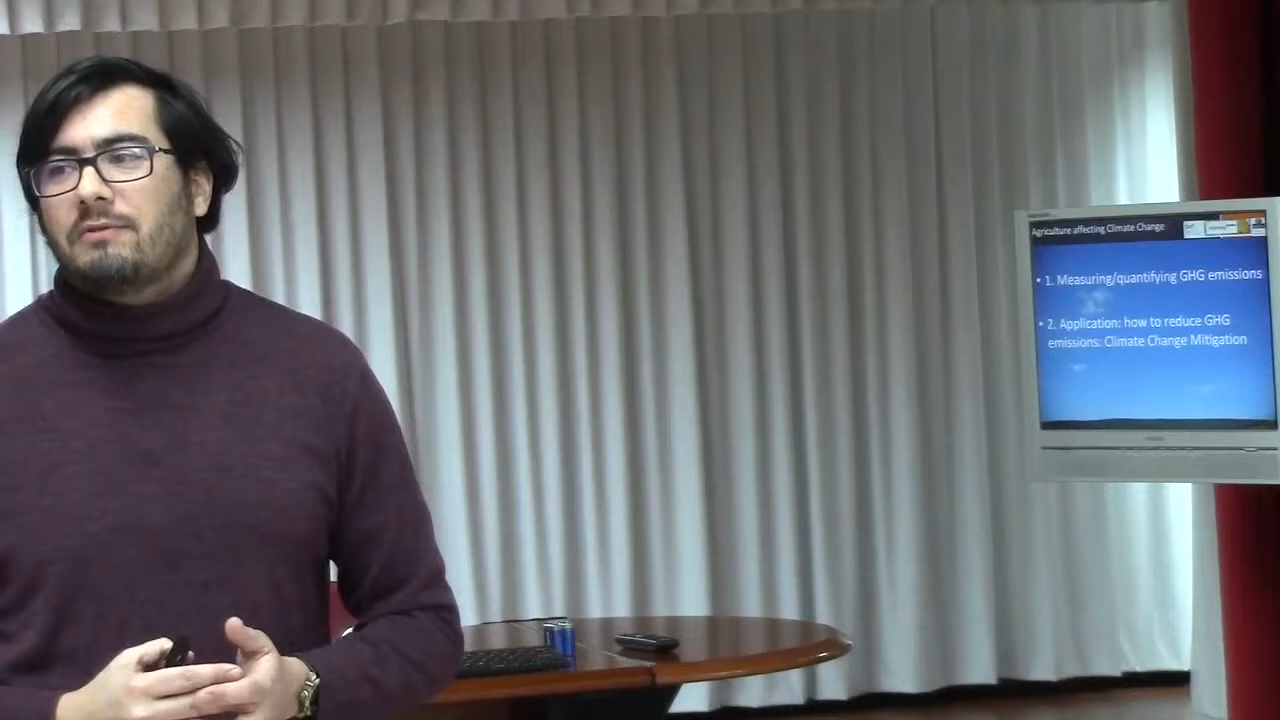 Agriculture affecting Climate Change
• 1. Measuring/quantifying GHG emissions
• 2. Application: how to reduce GHG
emissions: Climate Change Mitigation